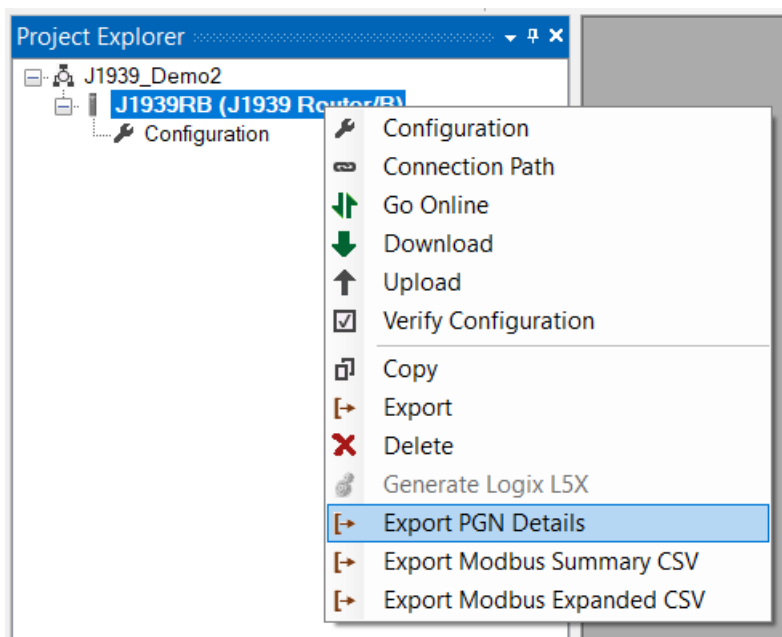 Project Explorer
J1939_Demo2
J1939RB (J1939 Router/B)
Configuration
Configuration
Connection Path
Go Online
Download
Upload
Verify Configuration
Copy
Export
Delete
Generate Logix L5X
Export PGN Details
Export Modbus Summary CSV
Export Modbus Expanded CSV